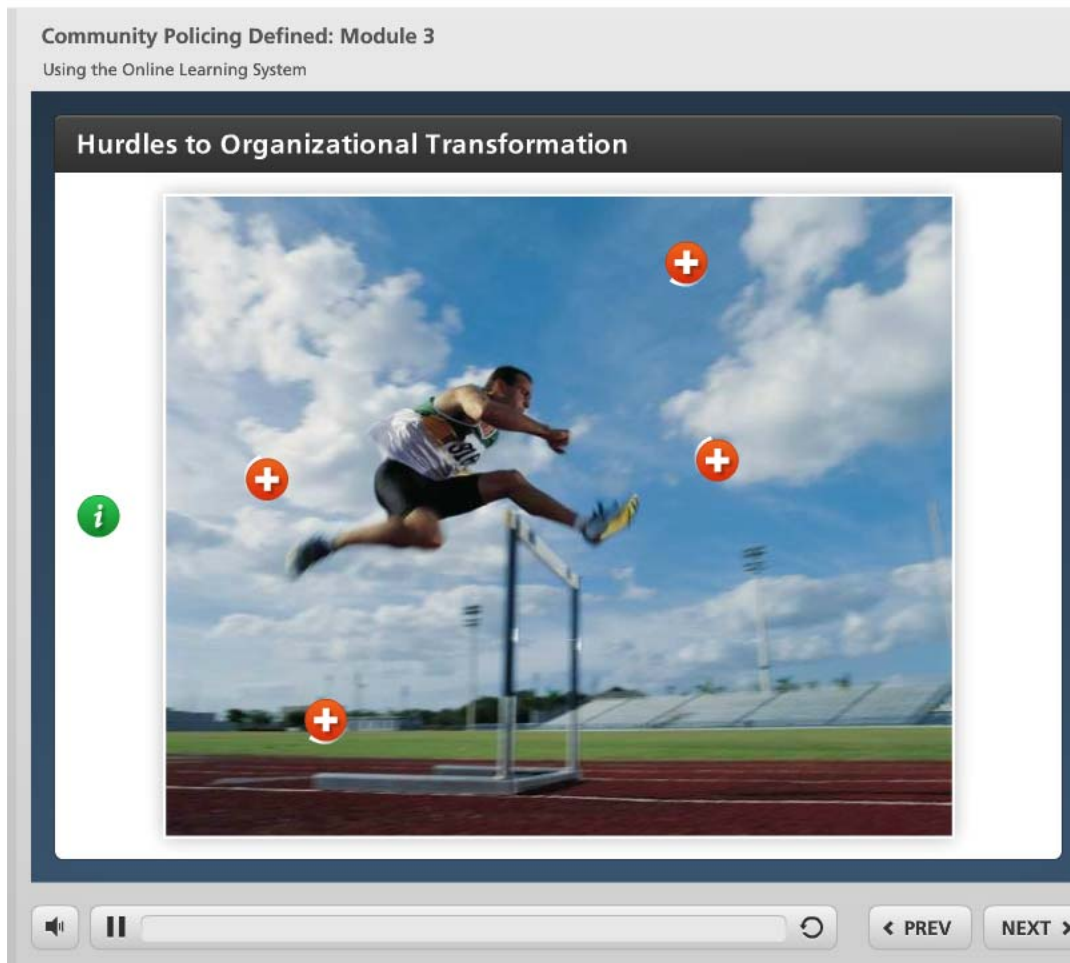 Community Policing Defined: Module 3
Using the Online Learning System
Hurdles to Organizational Transformation
i
PREV
NEXT